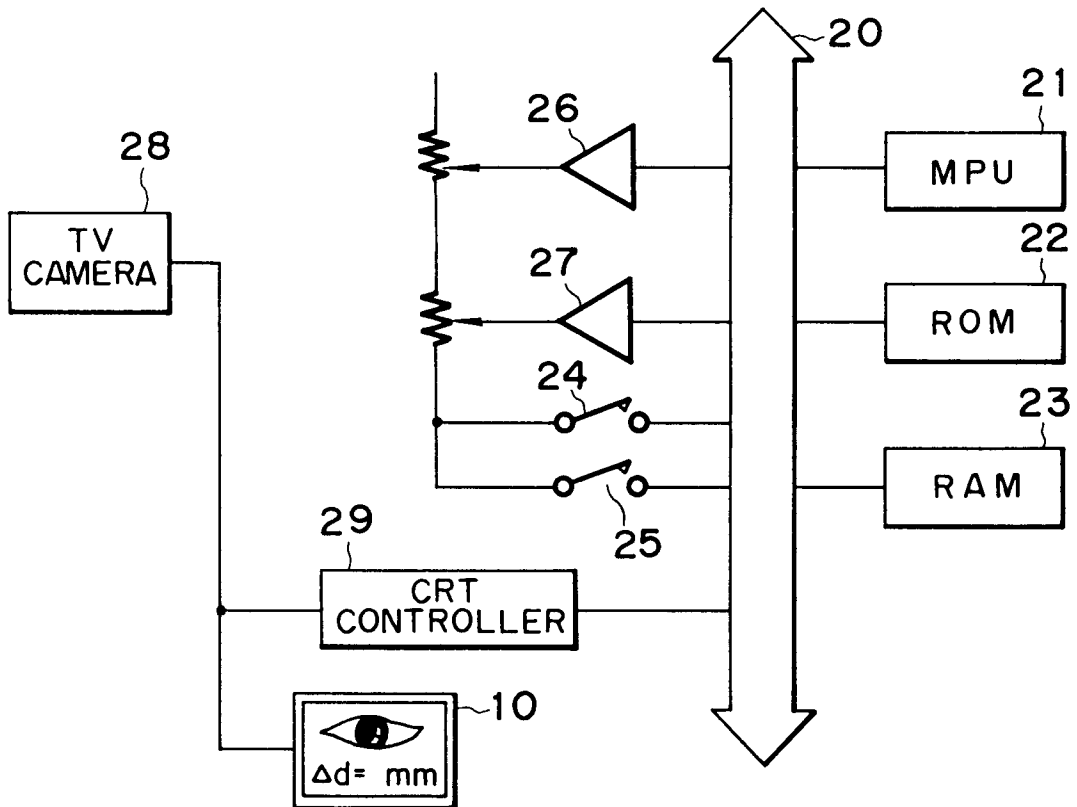 20
21
26
MPU
28
TV
CAMERA
22
27
ROM
24
23
RAM
25
29
CRT
CONTROLLER
10
Δd= mm